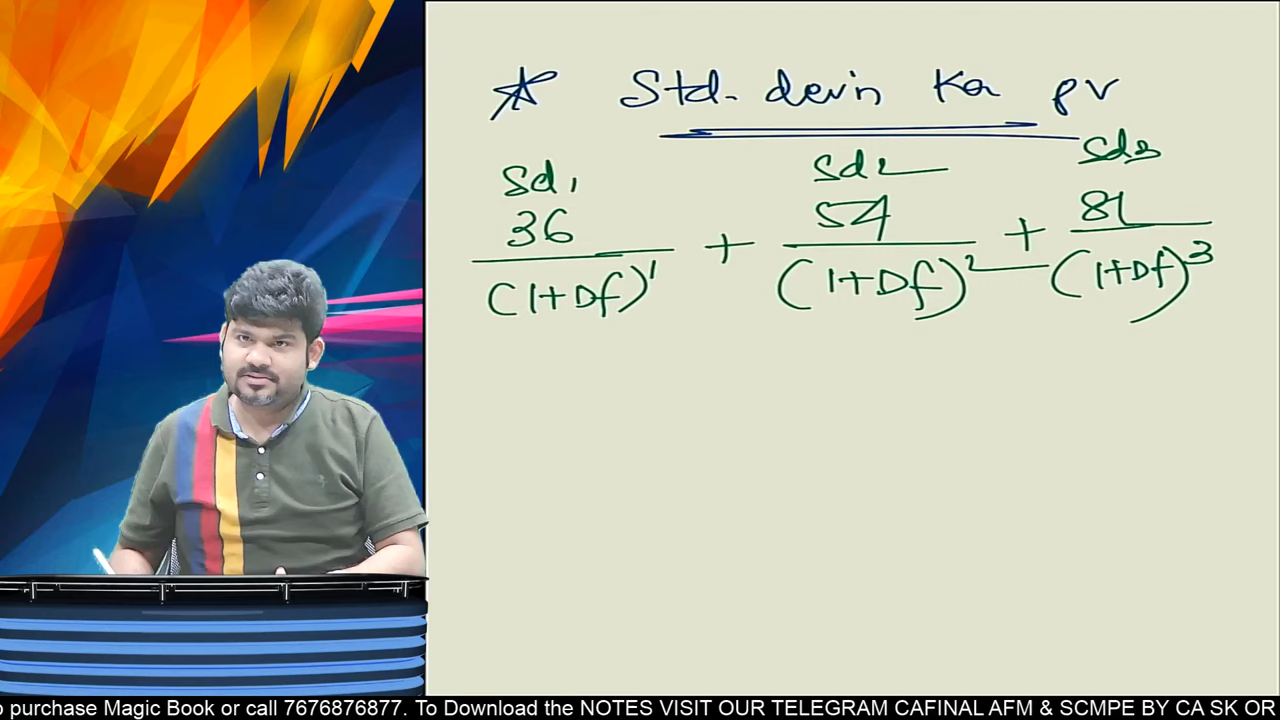 * Std. devin Ka PV
Sd1 Sd2 Sd3
36 + 54 + 81
(1+Df)^1 (1+Df)^2 (1+Df)^3
o purchase Magic Book or call 7676876877. To Download the NOTES VISIT OUR TELEGRAM CAFINAL AFM & SCMPE BY CA SK OR